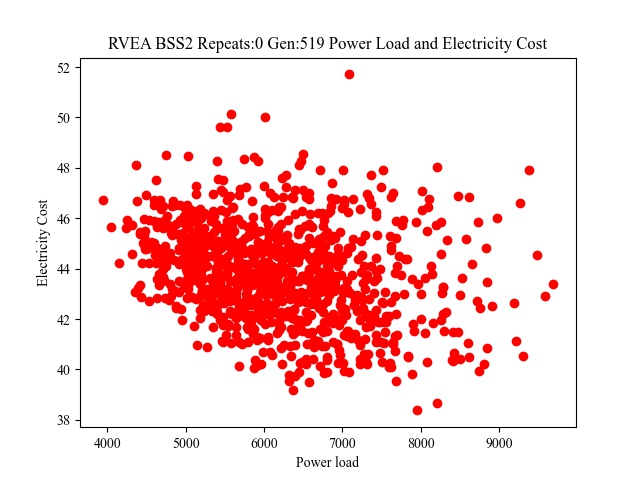 RVEA BSS2 Repeats:0 Gen:519 Power Load and Electricity Cost
52
50
48
46
44
42
40
38
Electricity Cost
4000 5000 6000 7000 8000 9000
Power load